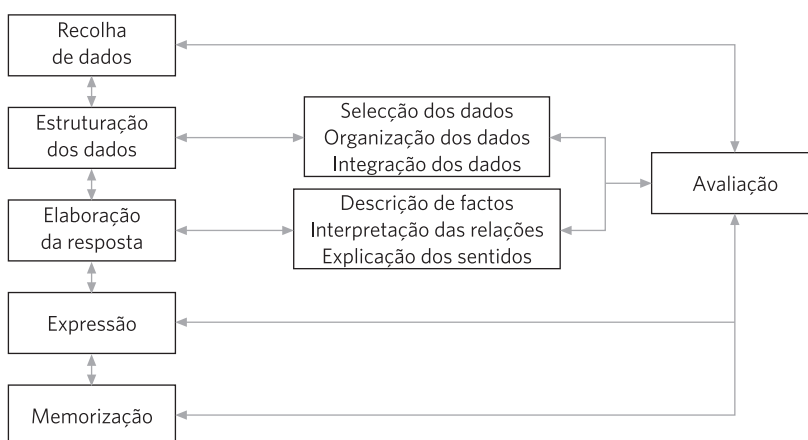 Recolha
de dados
Estruturação
dos dados
Selecção dos dados
Organização dos dados
Integração dos dados
Avaliação
Elaboração
da resposta
Descrição de factos
Interpretação das relações
Explicação dos sentidos
Expressão
Memorização